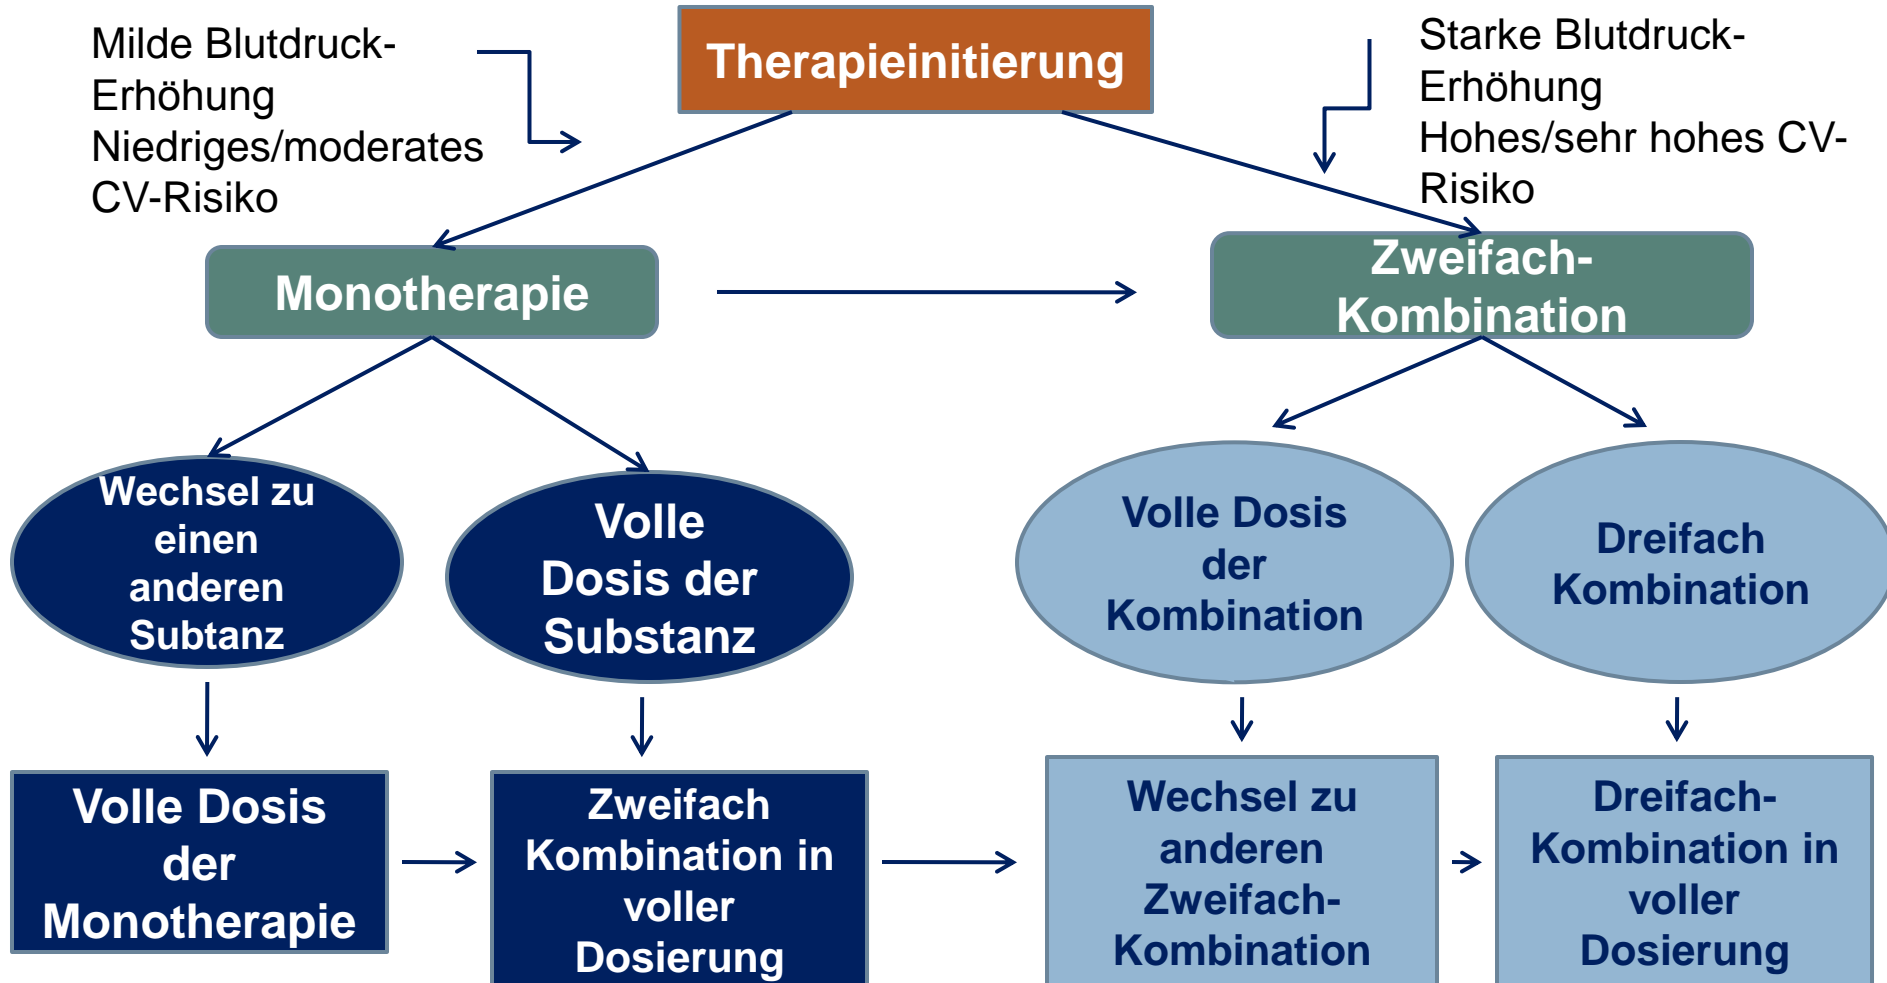 Milde Blutdruck-
Erhöhung
Niedriges/moderates
CV-Risiko
Therapieinitierung
Starke Blutdruck-
Erhöhung
Hohes/sehr hohes CV-
Risiko
Monotherapie
Zweifach-
Kombination
Wechsel zu
einen
anderen
Subtanz
Volle
Dosis der
Substanz
Volle Dosis
der
Kombination
Dreifach
Kombination
Volle Dosis
der
Monotherapie
Zweifach
Kombination in
voller
Dosierung
Wechsel zu
anderen
Zweifach-
Kombination
Dreifach-
Kombination in
voller
Dosierung